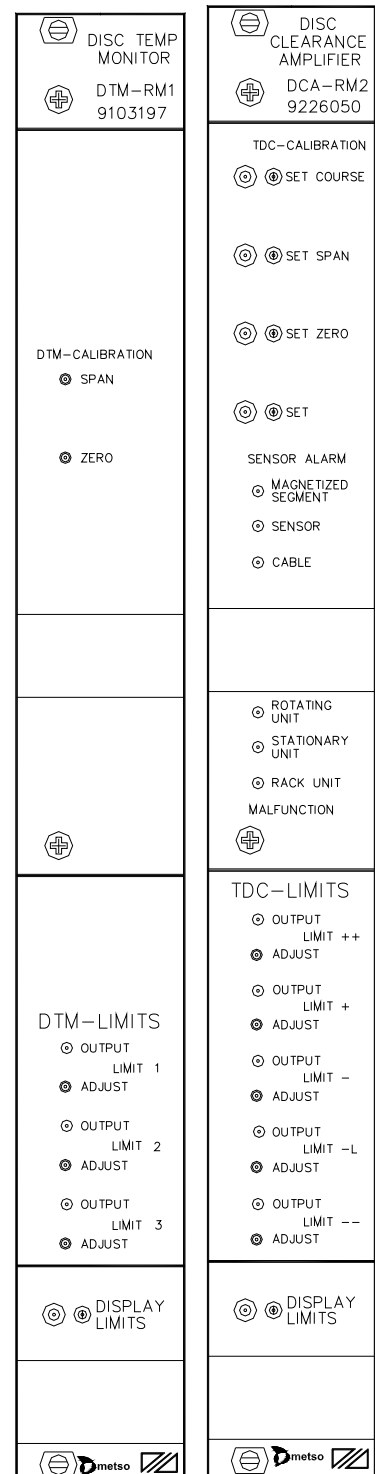 DISC TEMP
MONITOR
DTM-RM1
9103197
DTM-CALIBRATION
SPAN
ZERO
DTM-LIMITS
OUTPUT
LIMIT 1
ADJUST
OUTPUT
LIMIT 2
ADJUST
OUTPUT
LIMIT 3
ADJUST
DISPLAY
LIMITS
metso
DISC
CLEARANCE
AMPLIFIER
DCA-RM2
9226050
TDC-CALIBRATION
SET COURSE
SET SPAN
SET ZERO
SET
SENSOR ALARM
MAGNETIZED
SEGMENT
SENSOR
CABLE
ROTATING
UNIT
STATIONARY
UNIT
RACK UNIT
MALFUNCTION
TDC-LIMITS
OUTPUT
LIMIT ++
ADJUST
OUTPUT
LIMIT +
ADJUST
OUTPUT
LIMIT -
ADJUST
OUTPUT
LIMIT -L
ADJUST
OUTPUT
LIMIT --
ADJUST
DISPLAY
LIMITS
metso